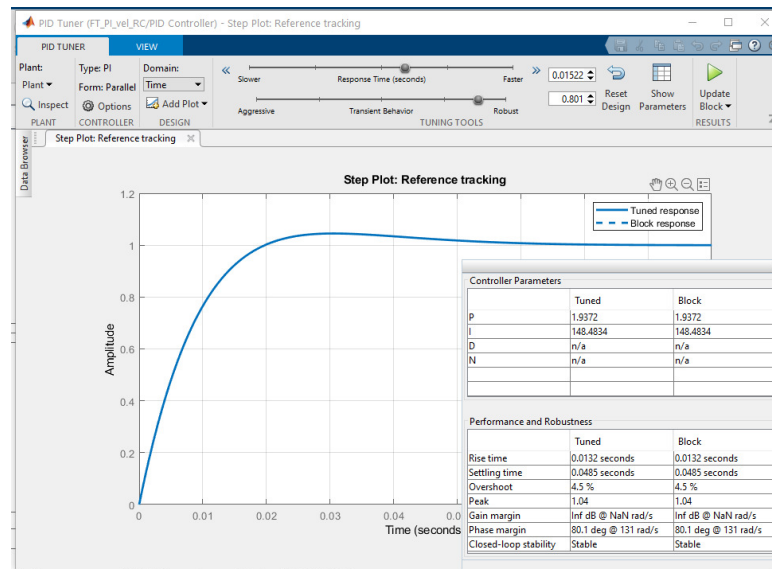 PID Tuner (FT_PI_vel_RC/PID Controller) - Step Plot: Reference tracking
PID TUNER VIEW
Plant: Type: PI Domain:
Plant Form: Parallel Time Slower Response Time (seconds) Faster 0.01522
Inspect Options Add Plot Aggressive Transient Behavior Robust 0.801 Reset Design Show Parameters Update Block
PLANT CONTROLLER DESIGN TUNING TOOLS RESULTS
Data Browser
Step Plot: Reference tracking
Step Plot: Reference tracking
Tuned response
Block response
Amplitude
1.2
1
0.8
0.6
0.4
0.2
0
0 0.01 0.02 0.03 0.04
Time (seconds
Controller Parameters
Tuned Block
P 1.9372 1.9372
I 148.4834 148.4834
D n/a n/a
N n/a n/a
Performance and Robustness
Tuned Block
Rise time 0.0132 seconds 0.0132 seconds
Settling time 0.0485 seconds 0.0485 seconds
Overshoot 4.5 % 4.5 %
Peak 1.04 1.04
Gain margin Inf dB @ NaN rad/s Inf dB @ NaN rad/s
Phase margin 80.1 deg @ 131 rad/s 80.1 deg @ 131 rad/s
Closed-loop stability Stable Stable